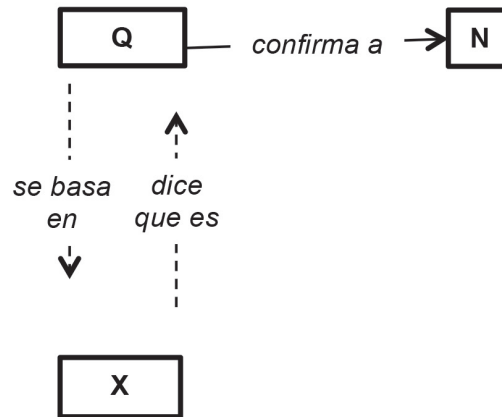 Q confirma a N
se basa dice
en que es
X